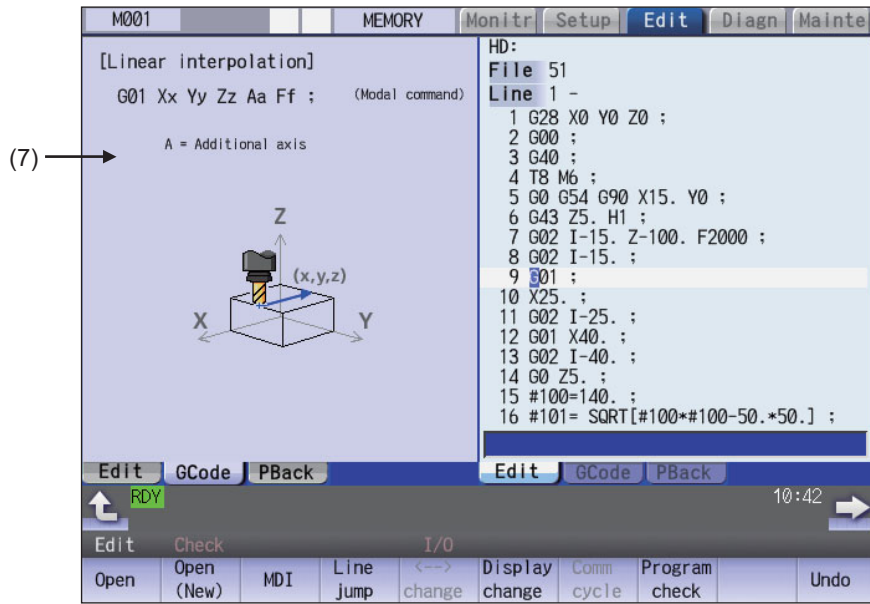 M001 MEMORY Monitr Setup Edit Diagn Mainte
[Linear interpolation]
G01 Xx Yy Zz Aa Ff ; (Modal command)
A = Additional axis
(7)
Z
(x,y,z)
X Y
HD:
File 51
Line 1 -
1 G28 X0 Y0 Z0 ;
2 G00 ;
3 G40 ;
4 T8 M6 ;
5 G0 G54 G90 X15. Y0 ;
6 G43 Z5. H1 ;
7 G02 I-15. Z-100. F2000 ;
8 G02 I-15. ;
9 G01 ;
10 X25. ;
11 G02 I-25. ;
12 G01 X40. ;
13 G02 I-40. ;
14 G0 Z5. ;
15 #100=140. ;
16 #101= SQRT[#100*#100-50.*50.] ;
Edit GCode PBack Edit GCode PBack
RDY 10:42
Edit Check I/O
Open Open (New) MDI Line jump <--> change Display change Comm cycle Program check Undo